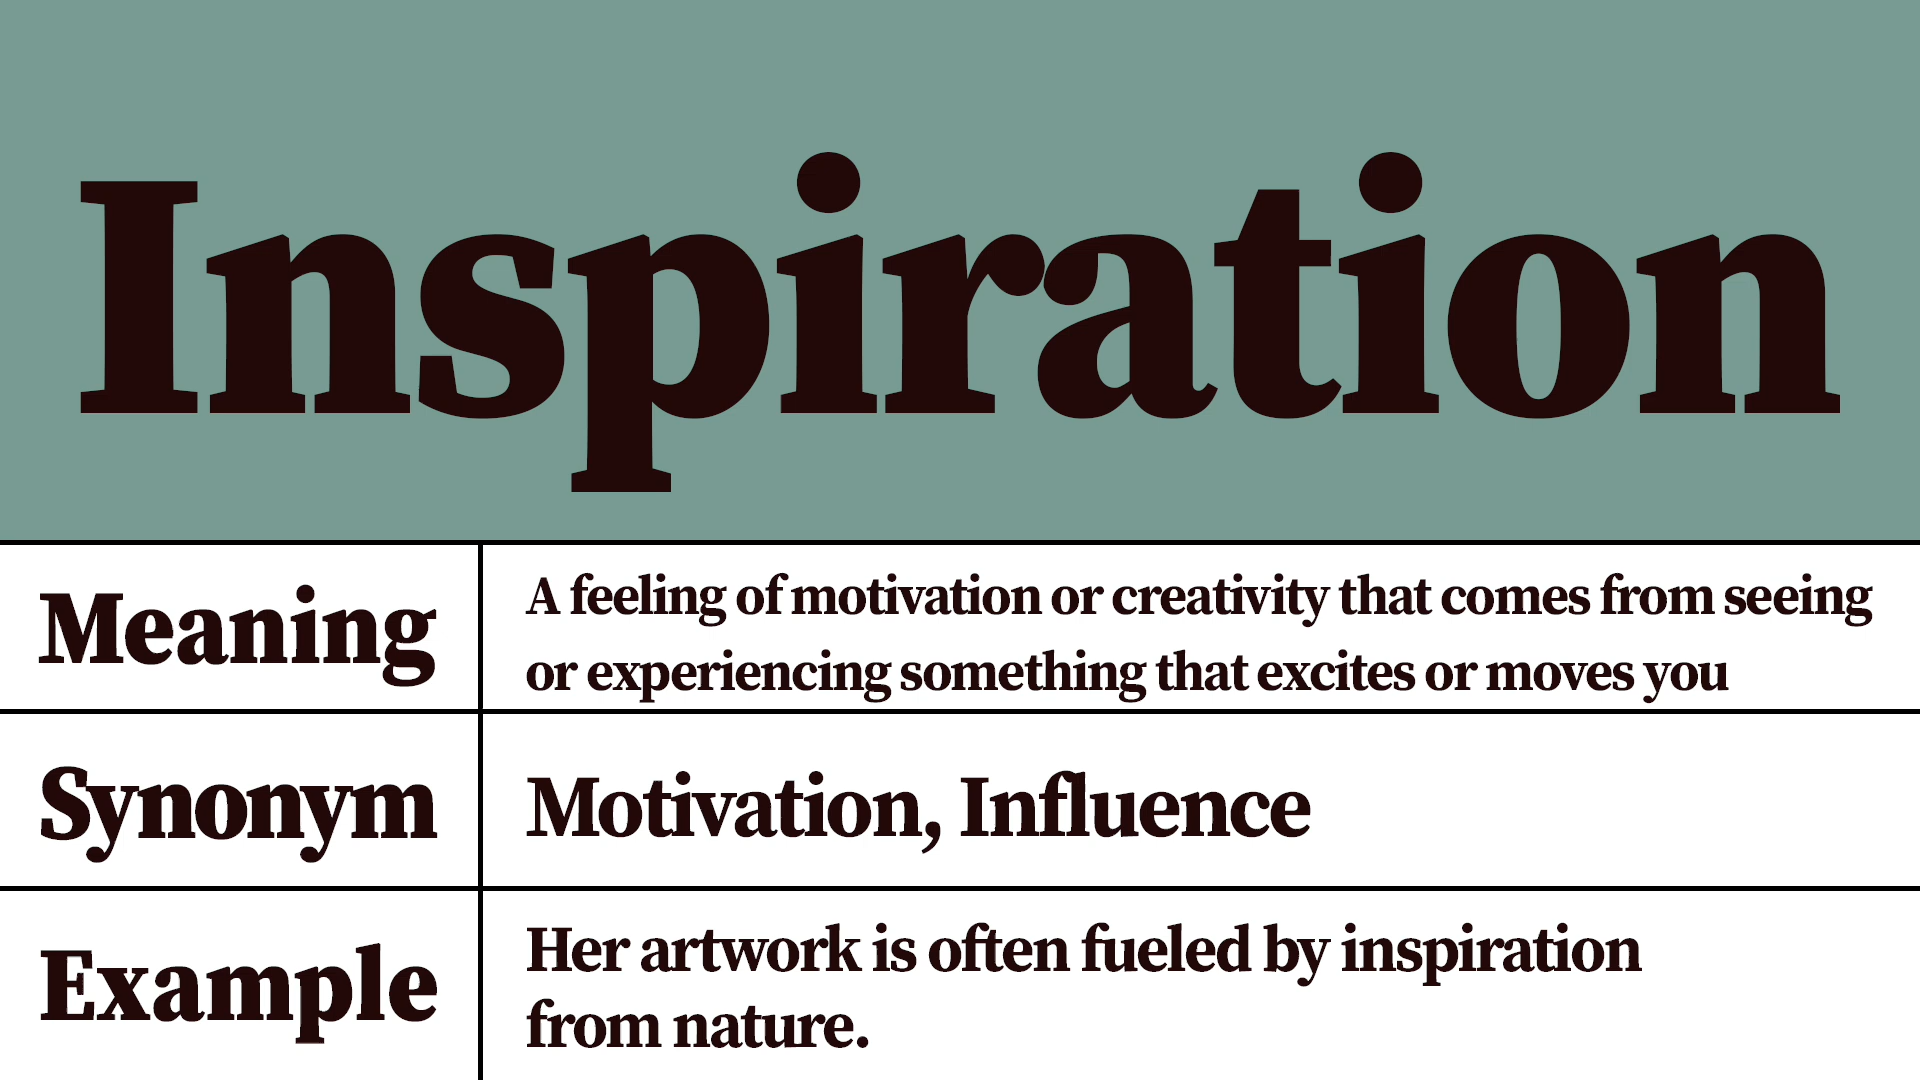 Inspiration
Meaning
A feeling of motivation or creativity that comes from seeing
or experiencing something that excites or moves you
Synonym
Motivation, Influence
Example
Her artwork is often fueled by inspiration
from nature.